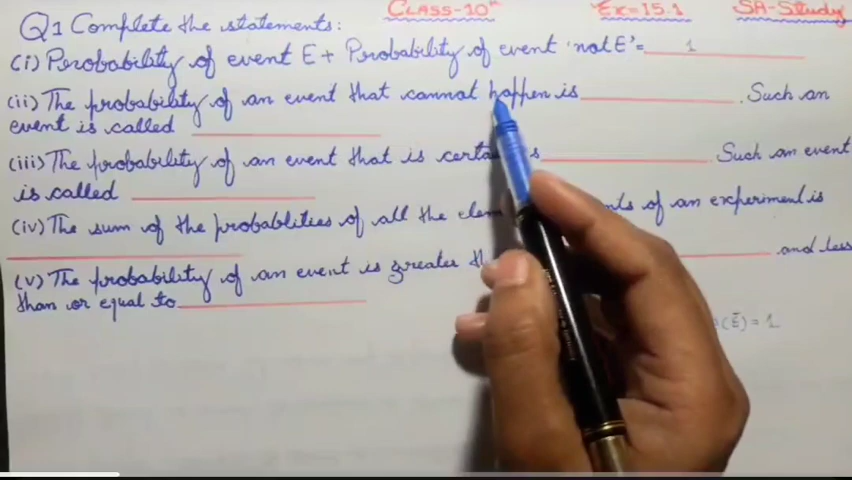 CLASS-10th Ex=15.1 SA-Study
Q1 Complete the statements:
(i) Probability of event E + Probability of event 'not E' = 1
(ii) The probability of an event that cannot happen is . Such an
event is called
(iii) The probability of an event that is certain is . Such an event
is called
(iv) The sum of the probablities of all the of an experiment is
(v) The probability of an event is greater and less
than or equal to
(Ē) = 1